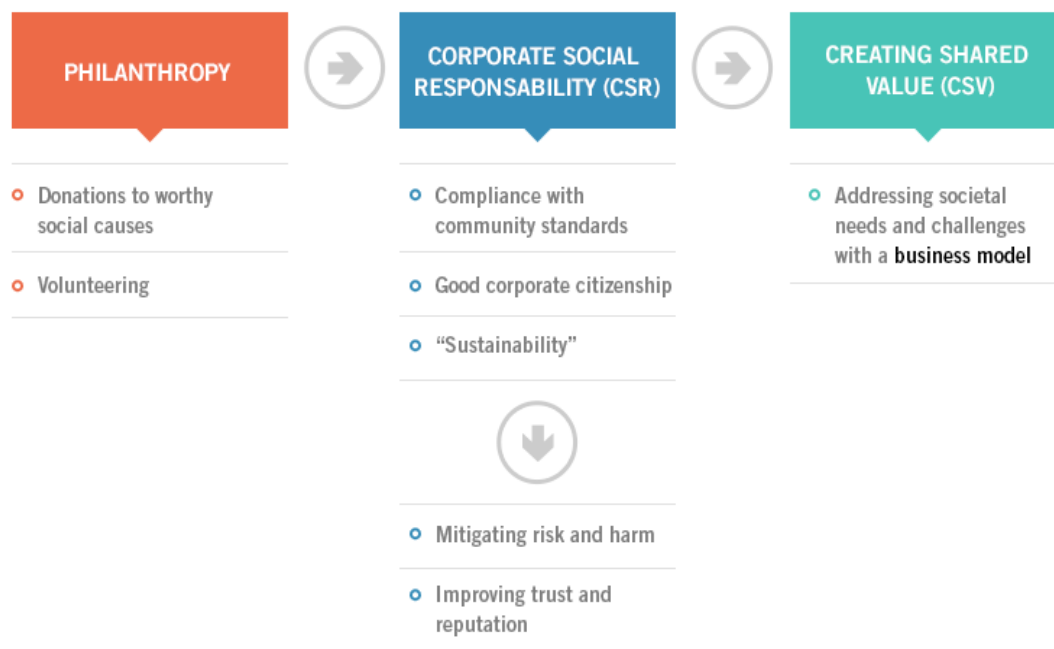 PHILANTHROPY
Donations to worthy
social causes
Volunteering
CORPORATE SOCIAL
RESPONSABILITY (CSR)
Compliance with
community standards
Good corporate citizenship
“Sustainability”
Mitigating risk and harm
Improving trust and
reputation
CREATING SHARED
VALUE (CSV)
Addressing societal
needs and challenges
with a business model